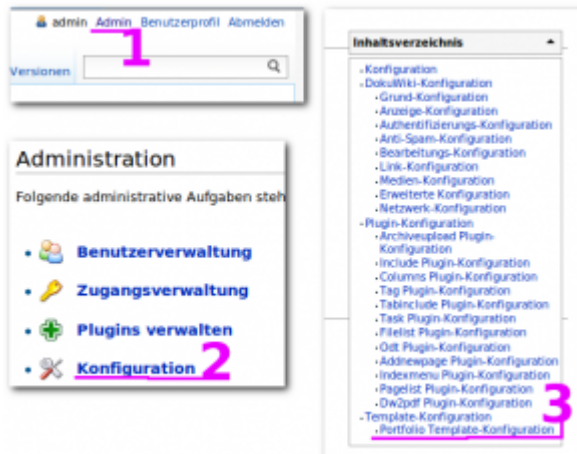 admin Admin Benutzerprofil Abmelden
1
Versionen
Administration
Folgende administrative Aufgaben steh
Benutzerverwaltung
Zugangsverwaltung
Plugins verwalten
Konfiguration 2
Inhaltsverzeichnis
Konfiguration
DokuWiki-Konfiguration
Grund-Konfiguration
Anzeige-Konfiguration
Authentifizierungs-Konfiguration
Anti-Spam-Konfiguration
Bearbeitungs-Konfiguration
Link-Konfiguration
Medien-Konfiguration
Erweiterte Konfiguration
Netzwerk-Konfiguration
Plugin-Konfiguration
Archiveupload Plugin-
Konfiguration
Include Plugin-Konfiguration
Columns Plugin-Konfiguration
Tag Plugin-Konfiguration
Tabinclude Plugin-Konfiguration
Task Plugin-Konfiguration
Filelist Plugin-Konfiguration
Odt Plugin-Konfiguration
Addnewpage Plugin-Konfiguration
Indexmenu Plugin-Konfiguration
Pagelist Plugin-Konfiguration
Dw2pdf Plugin-Konfiguration
Template-Konfiguration
Portfolio Template-Konfiguration
3